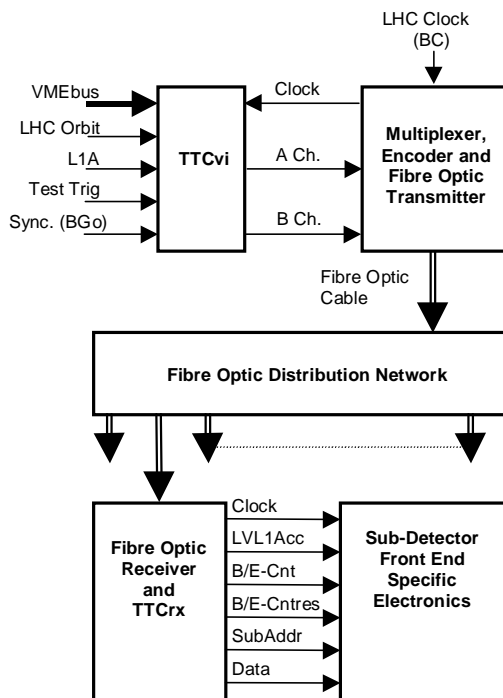 LHC Clock
(BC)
VMEbus
LHC Orbit
L1A
Test Trig
Sync. (BGo)
TTCvi
Clock
A Ch.
B Ch.
Multiplexer,
Encoder and
Fibre Optic
Transmitter
Fibre Optic
Cable
Fibre Optic Distribution Network
Fibre Optic
Receiver
and
TTCrx
Clock
LVL1Acc
B/E-Cnt
B/E-Cntres
SubAddr
Data
Sub-Detector
Front End
Specific
Electronics